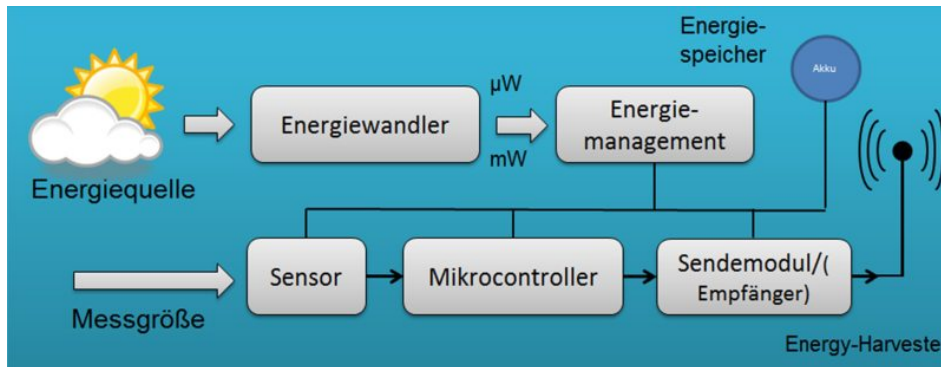 Energie-
speicher
Akku
µW
Energiewandler
mW
Energie-
management
Energiequelle
Sensor
Mikrocontroller
Sendemodul/(
Empfänger)
Messgröße
Energy-Harveste